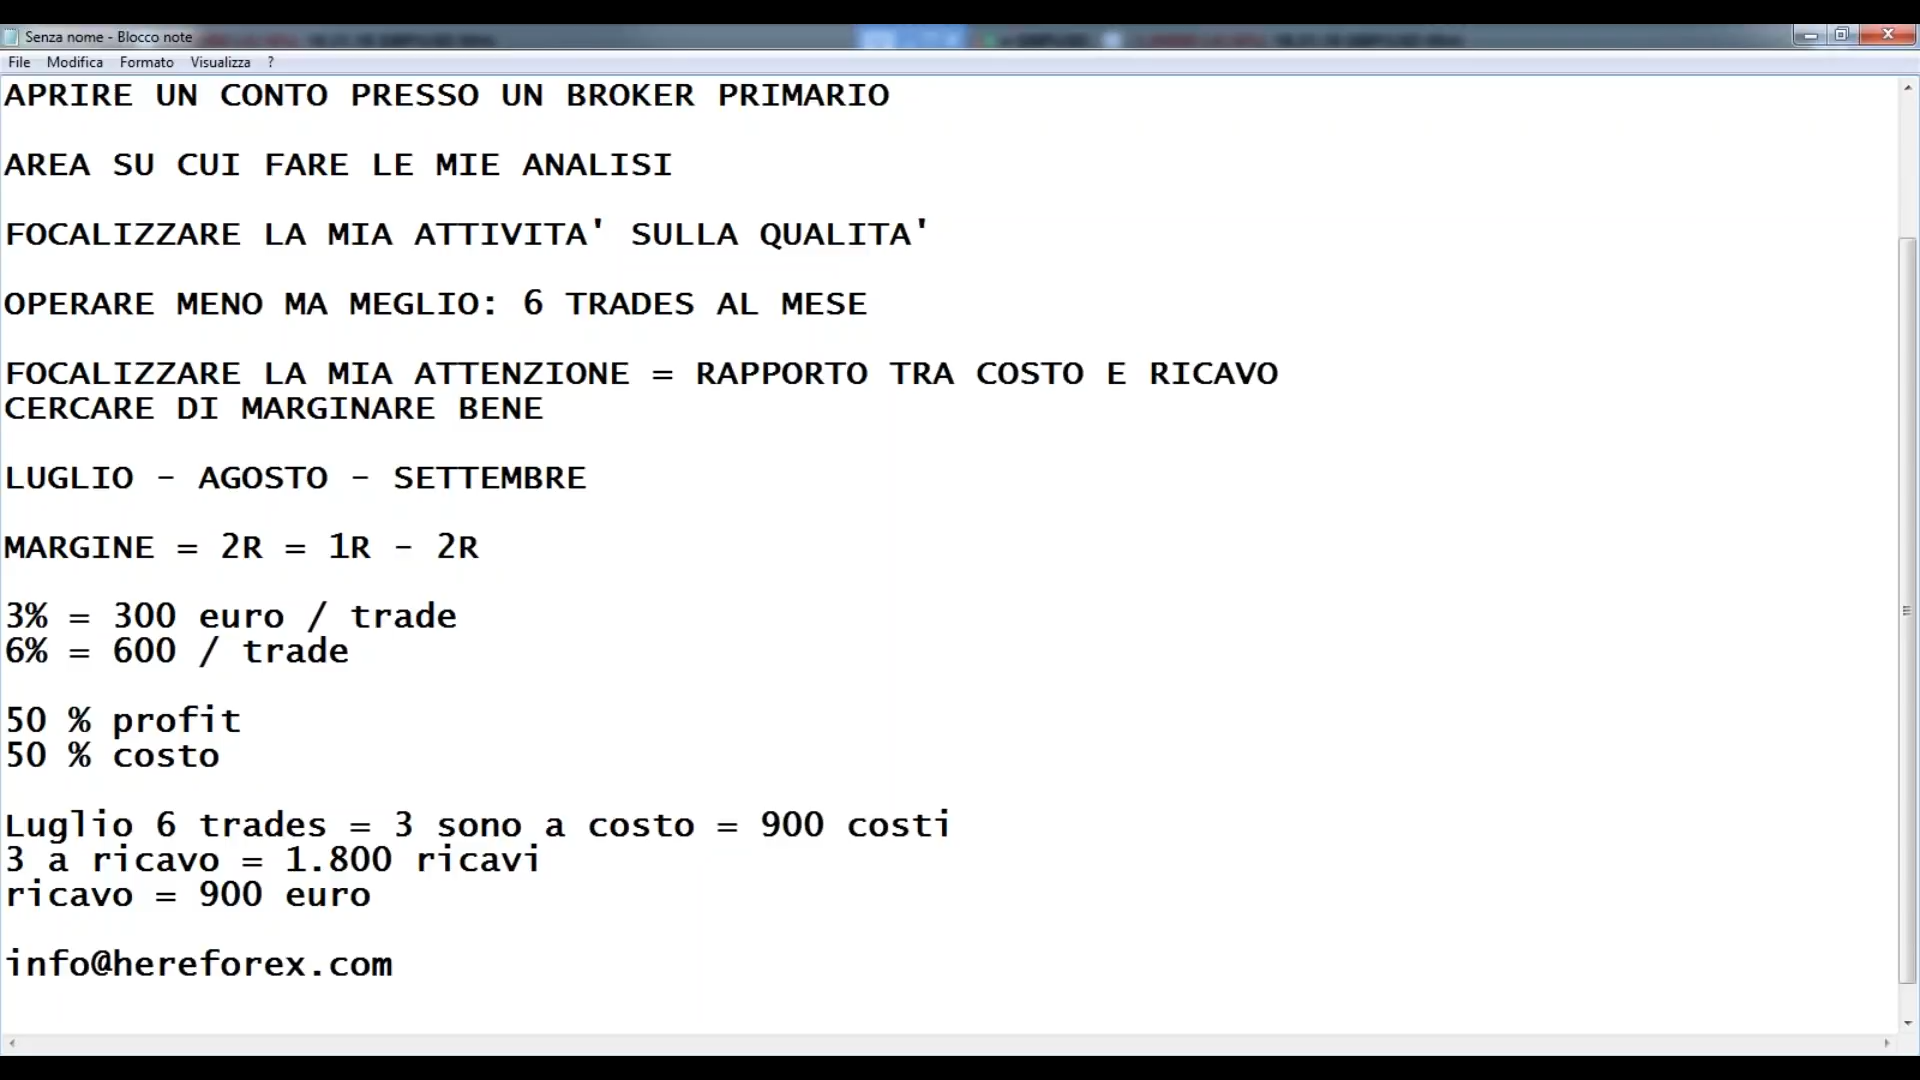 Senza nome - Blocco note
File Modifica Formato Visualizza ?
APRIRE UN CONTO PRESSO UN BROKER PRIMARIO
AREA SU CUI FARE LE MIE ANALISI
FOCALIZZARE LA MIA ATTIVITA' SULLA QUALITA'
OPERARE MENO MA MEGLIO: 6 TRADES AL MESE
FOCALIZZARE LA MIA ATTENZIONE = RAPPORTO TRA COSTO E RICAVO
CERCARE DI MARGINARE BENE
LUGLIO - AGOSTO - SETTEMBRE
MARGINE = 2R = 1R - 2R
3% = 300 euro / trade
6% = 600 / trade
50 % profit
50 % costo
Luglio 6 trades = 3 sono a costo = 900 costi
3 a ricavo = 1.800 ricavi
ricavo = 900 euro
info@hereforex.com